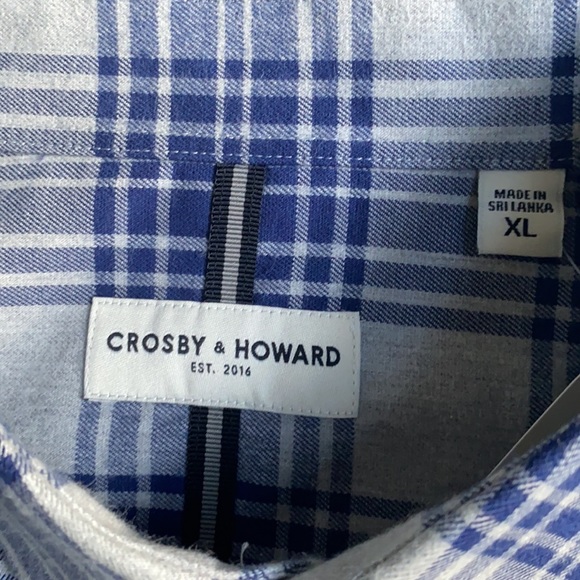 MADE IN
SRI LANKA
XL
CROSBY & HOWARD
EST. 2016